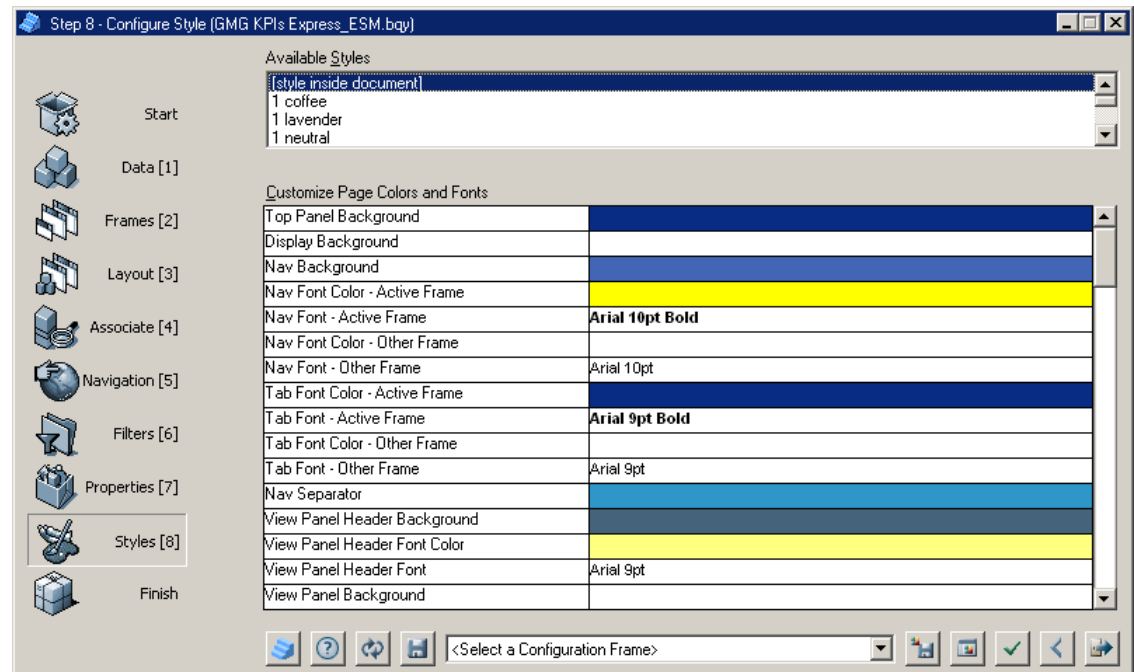 Step 8 - Configure Style (GMG KPIs Express_ESM.bqy)
Available Styles
[style inside document]
1 coffee
1 lavender
1 neutral
Start
Data [1]
Frames [2]
Layout [3]
Associate [4]
Navigation [5]
Filters [6]
Properties [7]
Styles [8]
Finish
Customize Page Colors and Fonts
Top Panel Background
Display Background
Nav Background
Nav Font Color - Active Frame
Nav Font - Active Frame Arial 10pt Bold
Nav Font Color - Other Frame
Nav Font - Other Frame Arial 10pt
Tab Font Color - Active Frame
Tab Font - Active Frame Arial 9pt Bold
Tab Font Color - Other Frame
Tab Font - Other Frame Arial 9pt
Nav Separator
View Panel Header Background
View Panel Header Font Color
View Panel Header Font Arial 9pt
View Panel Background
<Select a Configuration Frame>